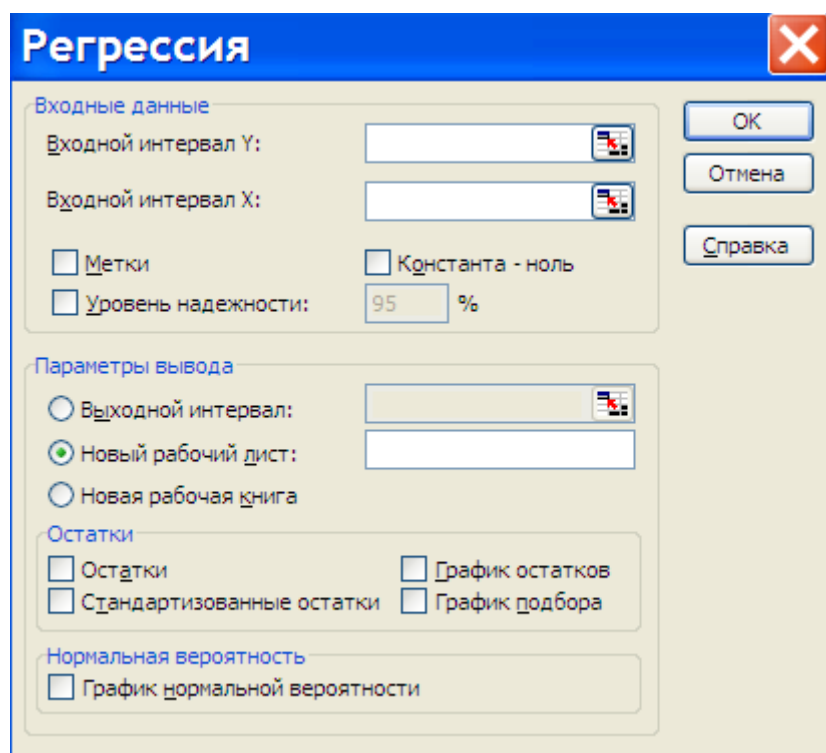 Регрессия
Входные данные
Входной интервал Y:
Входной интервал X:
Метки
Константа - ноль
Уровень надежности:
95 %
OK
Отмена
Справка
Параметры вывода
Выходной интервал:
Новый рабочий лист:
Новая рабочая книга
Остатки
Остатки
График остатков
Стандартизованные остатки
График подбора
Нормальная вероятность
График нормальной вероятности